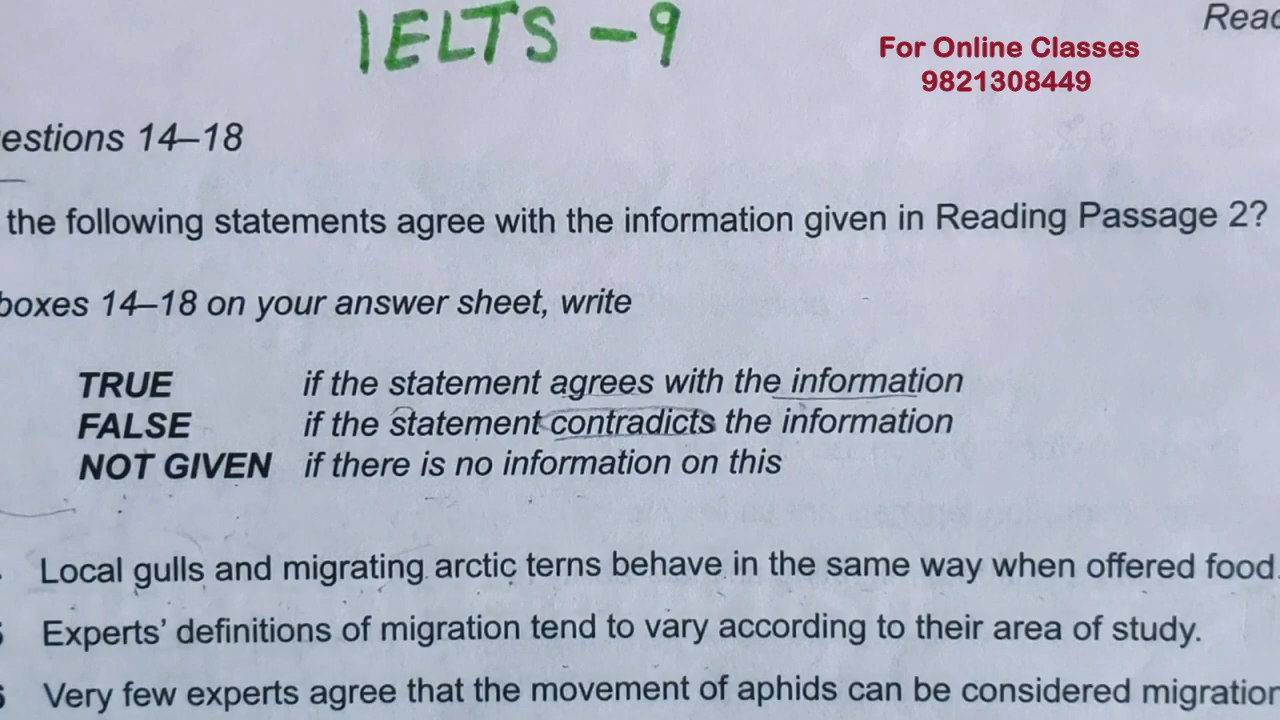 IELTS - 9
Read
For Online Classes
9821308449
estions 14–18
the following statements agree with the information given in Reading Passage 2?
boxes 14–18 on your answer sheet, write
TRUE if the statement agrees with the information
FALSE if the statement contradicts the information
NOT GIVEN if there is no information on this
Local gulls and migrating arctic terns behave in the same way when offered food.
Experts' definitions of migration tend to vary according to their area of study.
Very few experts agree that the movement of aphids can be considered migration